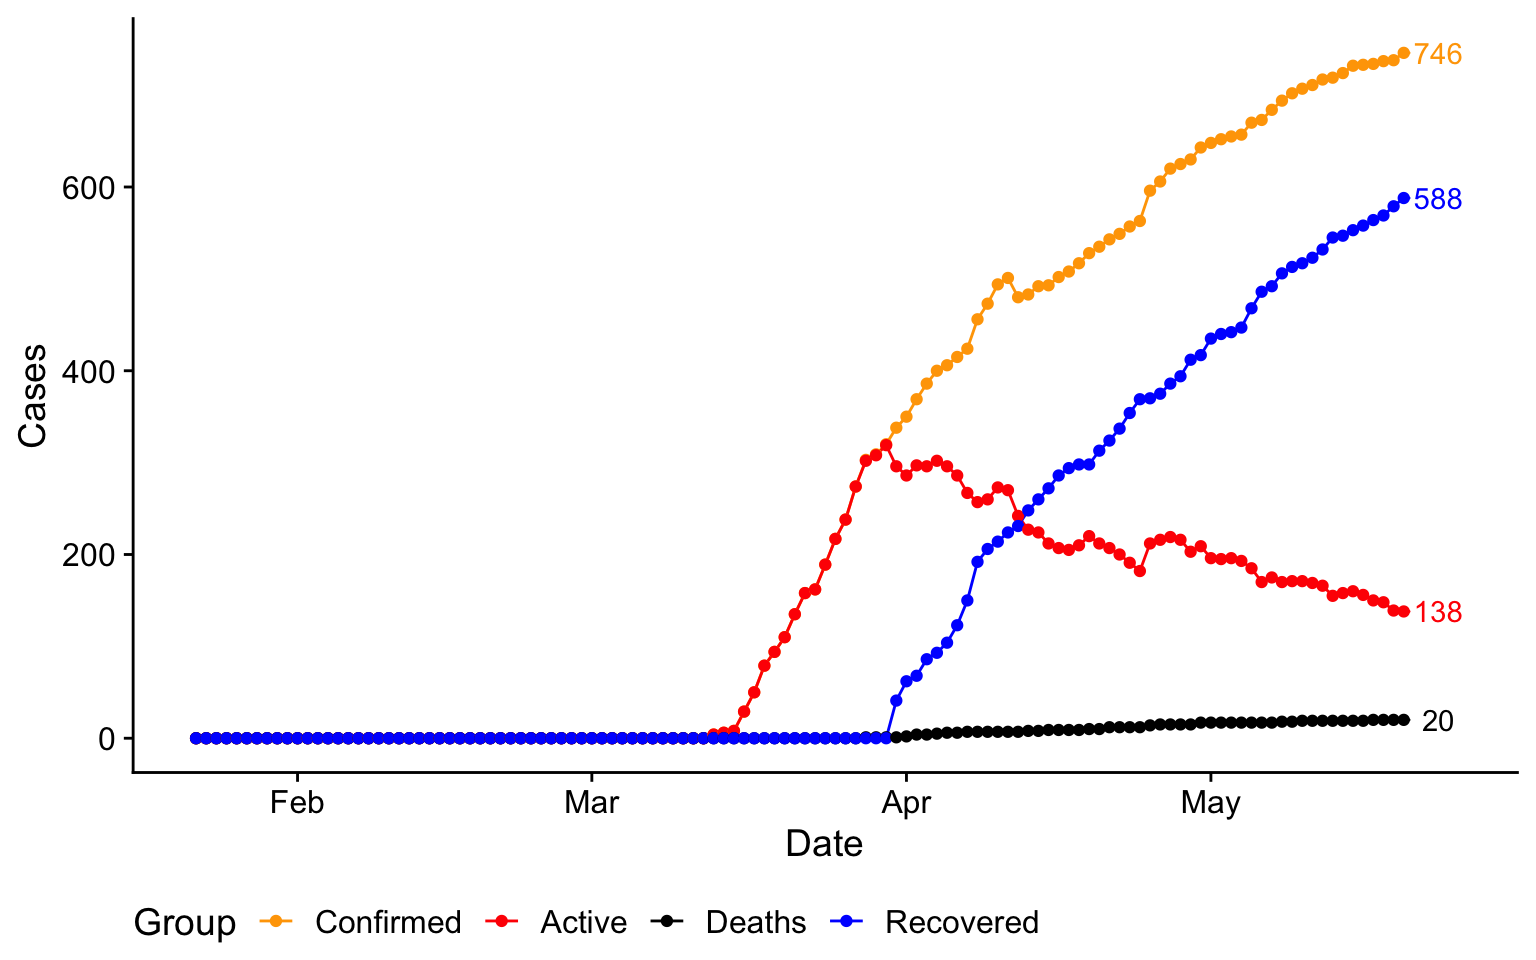 746
600
588
400
Cases
200
138
20
0
Feb Mar Apr May
Date
Group Confirmed Active Deaths Recovered